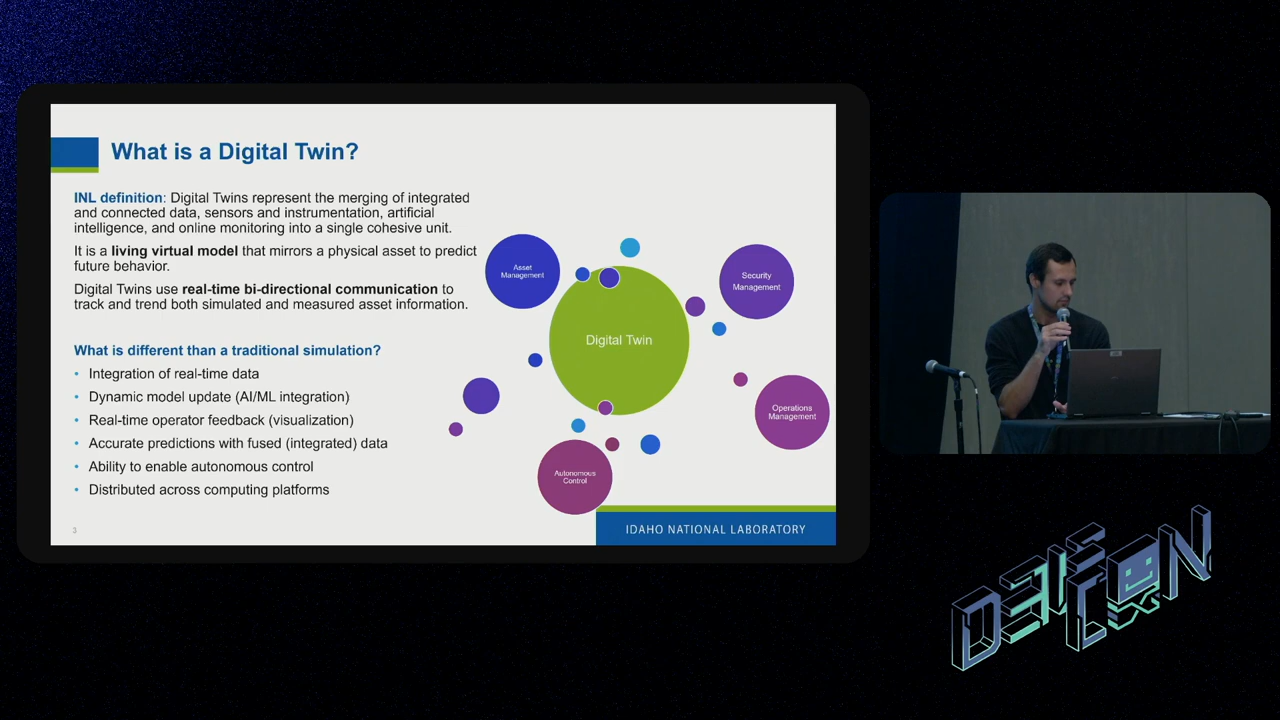 What is a Digital Twin?
INL definition: Digital Twins represent the merging of integrated
and connected data, sensors and instrumentation, artificial
intelligence, and online monitoring into a single cohesive unit.
It is a living virtual model that mirrors a physical asset to predict
future behavior.
Digital Twins use real-time bi-directional communication to
track and trend both simulated and measured asset information.
What is different than a traditional simulation?
• Integration of real-time data
• Dynamic model update (AI/ML integration)
• Real-time operator feedback (visualization)
• Accurate predictions with fused (integrated) data
• Ability to enable autonomous control
• Distributed across computing platforms
Asset
Management
Security
Management
Digital Twin
Operations
Management
Autonomous
Control
3
IDAHO NATIONAL LABORATORY
DEF CON